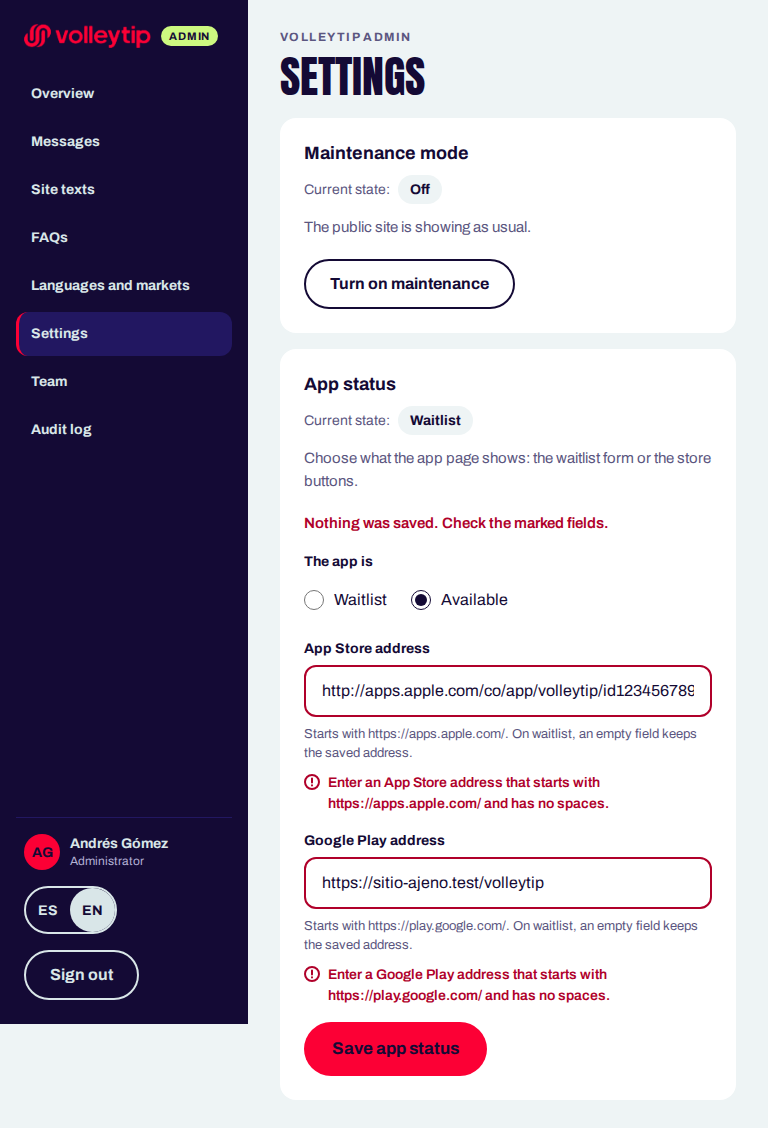 volleytip ADMIN
Overview
Messages
Site texts
FAQs
Languages and markets
Settings
Team
Audit log
AG
Andrés Gómez
Administrator
ES EN
Sign out
VOLLEYTIP ADMIN
SETTINGS
Maintenance mode
Current state: Off
The public site is showing as usual.
Turn on maintenance
App status
Current state: Waitlist
Choose what the app page shows: the waitlist form or the store
buttons.
Nothing was saved. Check the marked fields.
The app is
Waitlist Available
App Store address
http://apps.apple.com/co/app/volleytip/id123456789
Starts with https://apps.apple.com/. On waitlist, an empty field keeps
the saved address.
Enter an App Store address that starts with
https://apps.apple.com/ and has no spaces.
Google Play address
https://sitio-ajeno.test/volleytip
Starts with https://play.google.com/. On waitlist, an empty field keeps
the saved address.
Enter a Google Play address that starts with
https://play.google.com/ and has no spaces.
Save app status